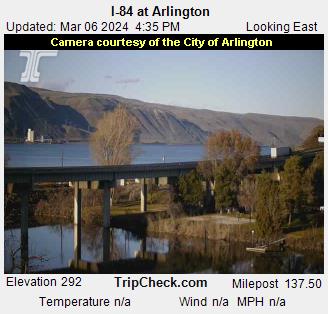 I-84 at Arlington
Updated: Mar 06 2024 4:35 PM Looking East
Camera courtesy of the City of Arlington
Elevation 292 TripCheck.com Milepost 137.50
Temperature n/a Wind n/a MPH n/a